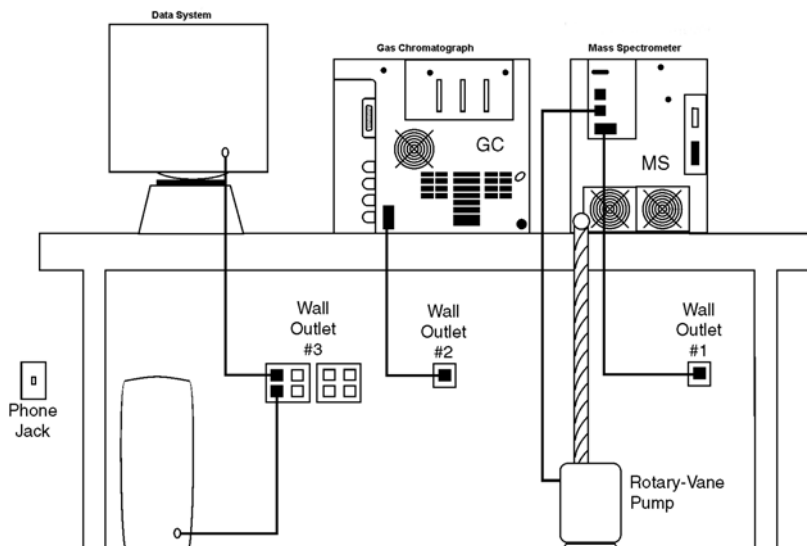 Data System
Gas Chromatograph
Mass Spectrometer
GC
MS
Wall
Outlet
#3
Wall
Outlet
#2
Wall
Outlet
#1
Phone
Jack
Rotary-Vane
Pump